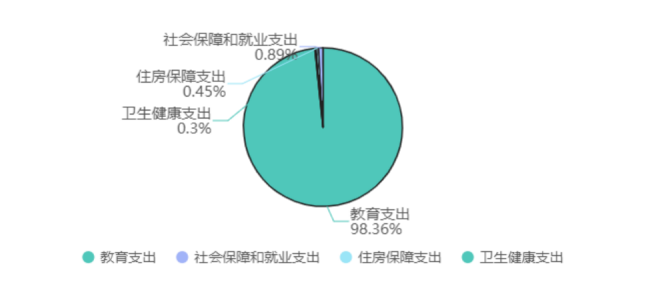 社会保障和就业支出
0.89%
住房保障支出
0.45%
卫生健康支出
0.3%
教育支出
98.36%
教育支出 社会保障和就业支出 住房保障支出 卫生健康支出